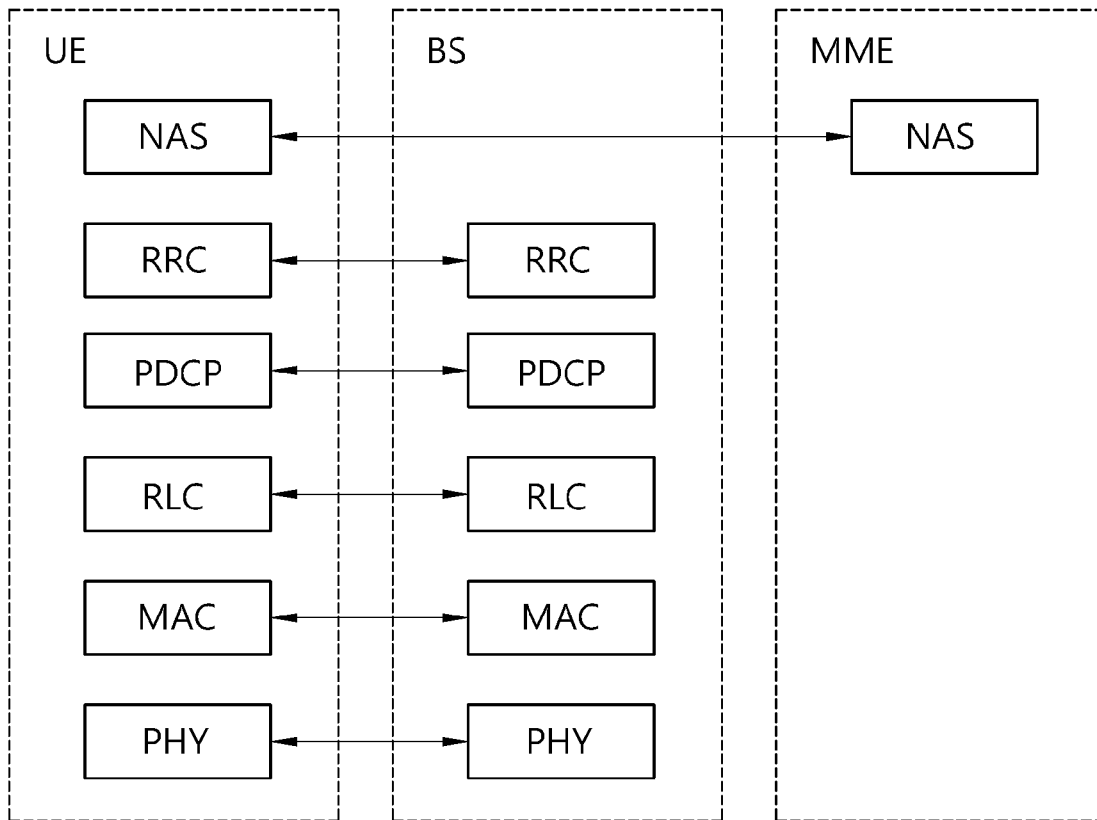 UE BS MME
NAS NAS
RRC RRC
PDCP PDCP
RLC RLC
MAC MAC
PHY PHY